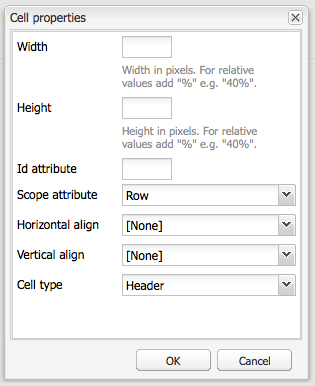 Cell properties
Width
Width in pixels. For relative
values add "%" e.g. "40%".
Height
Height in pixels. For relative
values add "%" e.g. "40%".
Id attribute
Scope attribute Row
Horizontal align [None]
Vertical align [None]
Cell type Header
OK Cancel